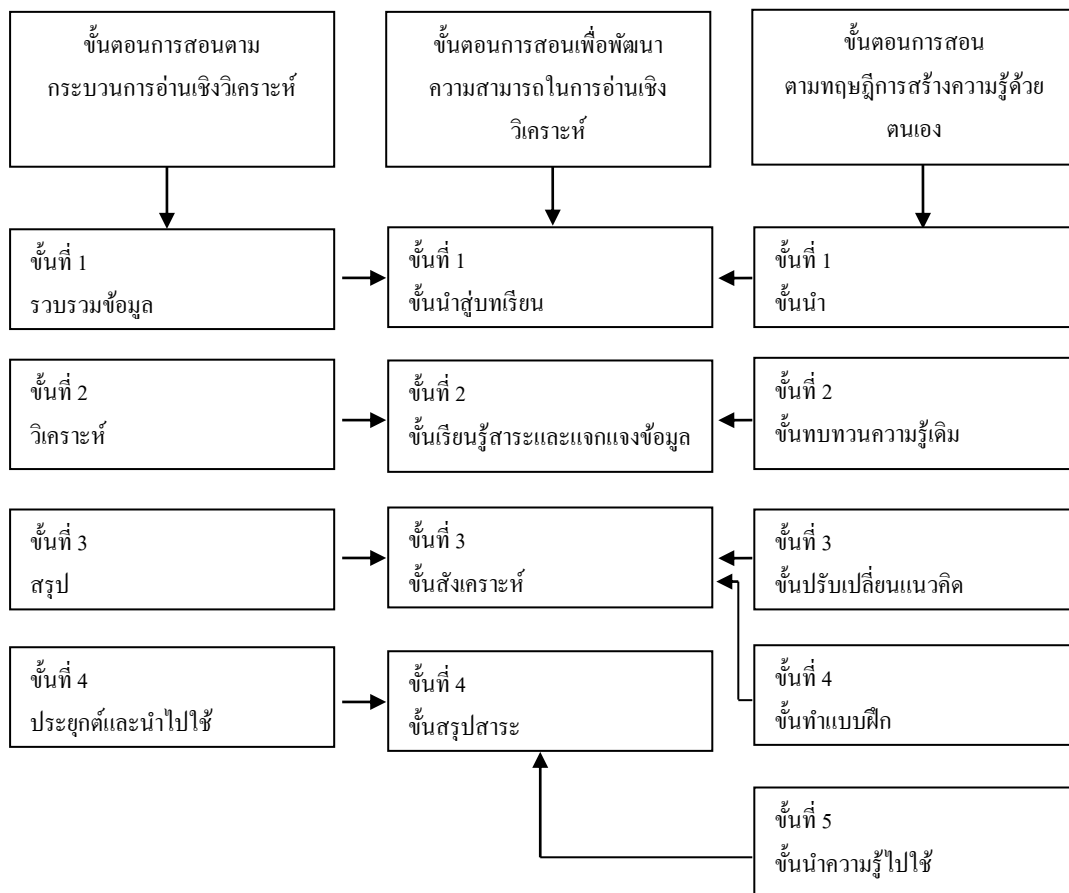 ขั้นตอนการสอนตาม
กระบวนการอ่านเชิงวิเคราะห์
ขั้นตอนการสอนเพื่อพัฒนา
ความสามารถในการอ่านเชิง
วิเคราะห์
ขั้นตอนการสอน
ตามทฤษฎีการสร้างความรู้ด้วย
ตนเอง
ขั้นที่ 1
รวบรวมข้อมูล
ขั้นที่ 1
ขั้นนำสู่บทเรียน
ขั้นที่ 1
ขั้นนำ
ขั้นที่ 2
วิเคราะห์
ขั้นที่ 2
ขั้นเรียนรู้สาระและแจกแจงข้อมูล
ขั้นที่ 2
ขั้นทบทวนความรู้เดิม
ขั้นที่ 3
สรุป
ขั้นที่ 3
ขั้นสังเคราะห์
ขั้นที่ 3
ขั้นปรับเปลี่ยนแนวคิด
ขั้นที่ 4
ประยุกต์และนำไปใช้
ขั้นที่ 4
ขั้นสรุปสาระ
ขั้นที่ 4
ขั้นทำแบบฝึก
ขั้นที่ 5
ขั้นนำความรู้ไปใช้